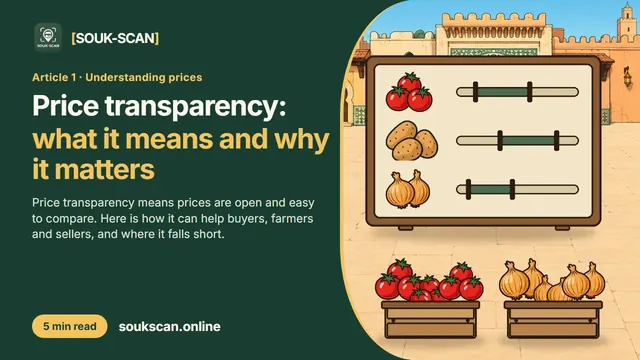 SOUK-SCAN
[SOUK-SCAN]
Article 1 · Understanding prices
Price transparency:
what it means and why
it matters
Price transparency means prices are open and easy
to compare. Here is how it can help buyers, farmers
and sellers, and where it falls short.
5 min read
soukscan.online